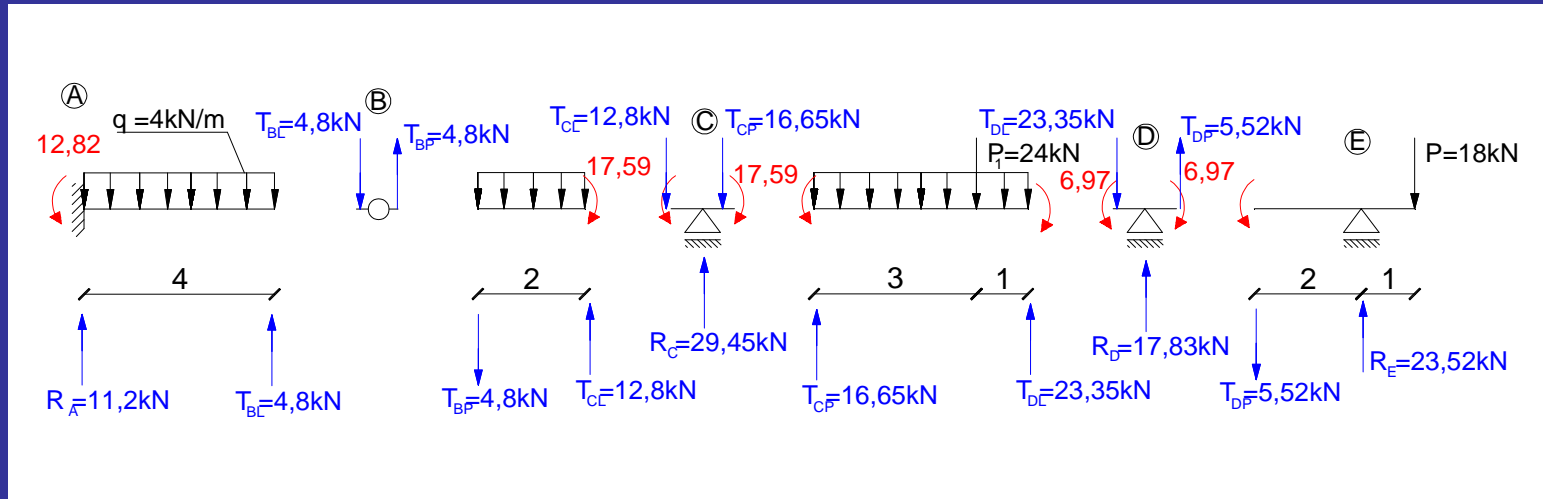 A
q =4kN/m
12,82
T_BL=4,8kN
B
T_BP=4,8kN
17,59
T_CL=12,8kN
C
T_CP=16,65kN
17,59
P_1=24kN
T_DL=23,35kN
6,97
D
T_DP=5,52kN
6,97
E
P=18kN
4
2
3
1
2
1
R_A=11,2kN
T_BL=4,8kN
T_BP=4,8kN
T_CL=12,8kN
R_C=29,45kN
T_CP=16,65kN
T_DL=23,35kN
R_D=17,83kN
T_DP=5,52kN
R_E=23,52kN